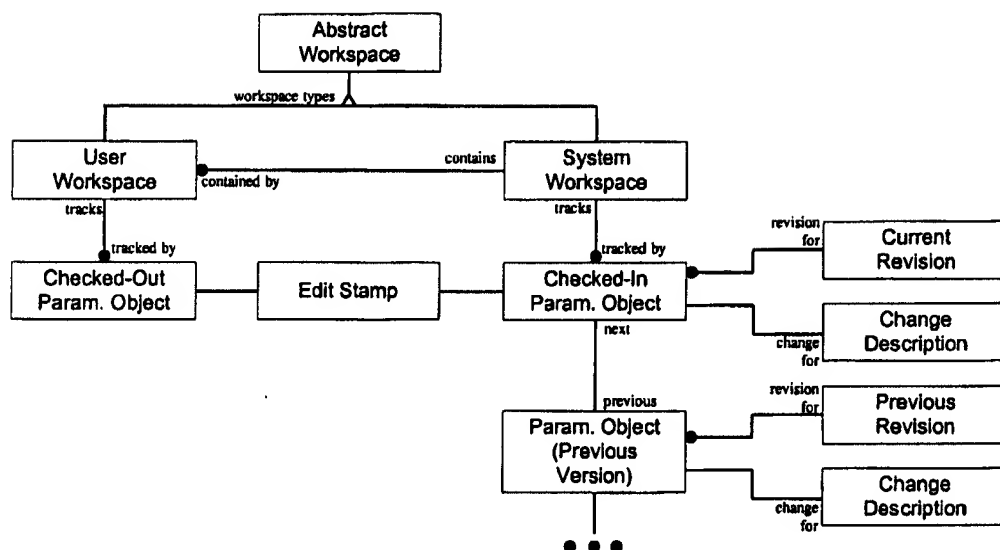 Abstract
Workspace
workspace types
User
Workspace
contains
contained by
System
Workspace
tracks
tracks
tracked by
tracked by
revision
for
Current
Revision
Checked-Out
Param. Object
Edit Stamp
Checked-In
Param. Object
next
change
for
Change
Description
previous
revision
for
Previous
Revision
Param. Object
(Previous
Version)
change
for
Change
Description